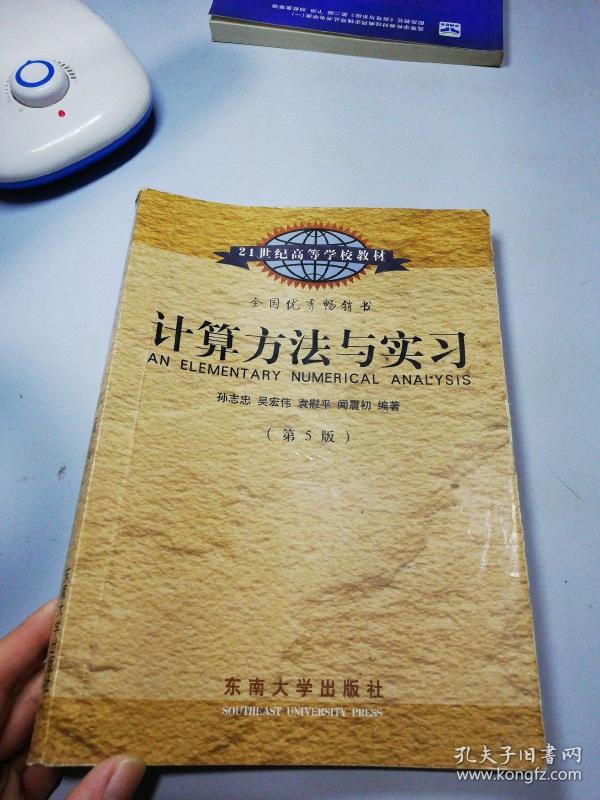 21世纪高等学校教材
全国优秀畅销书
计算方法与实习
AN ELEMENTARY NUMERICAL ANALYSIS
孙志忠 吴宏伟 袁慰平 闻震初 编著
(第5版)
东南大学出版社
SOUTHEAST UNIVERSITY PRESS
孔夫子旧书网
www.kongfz.com